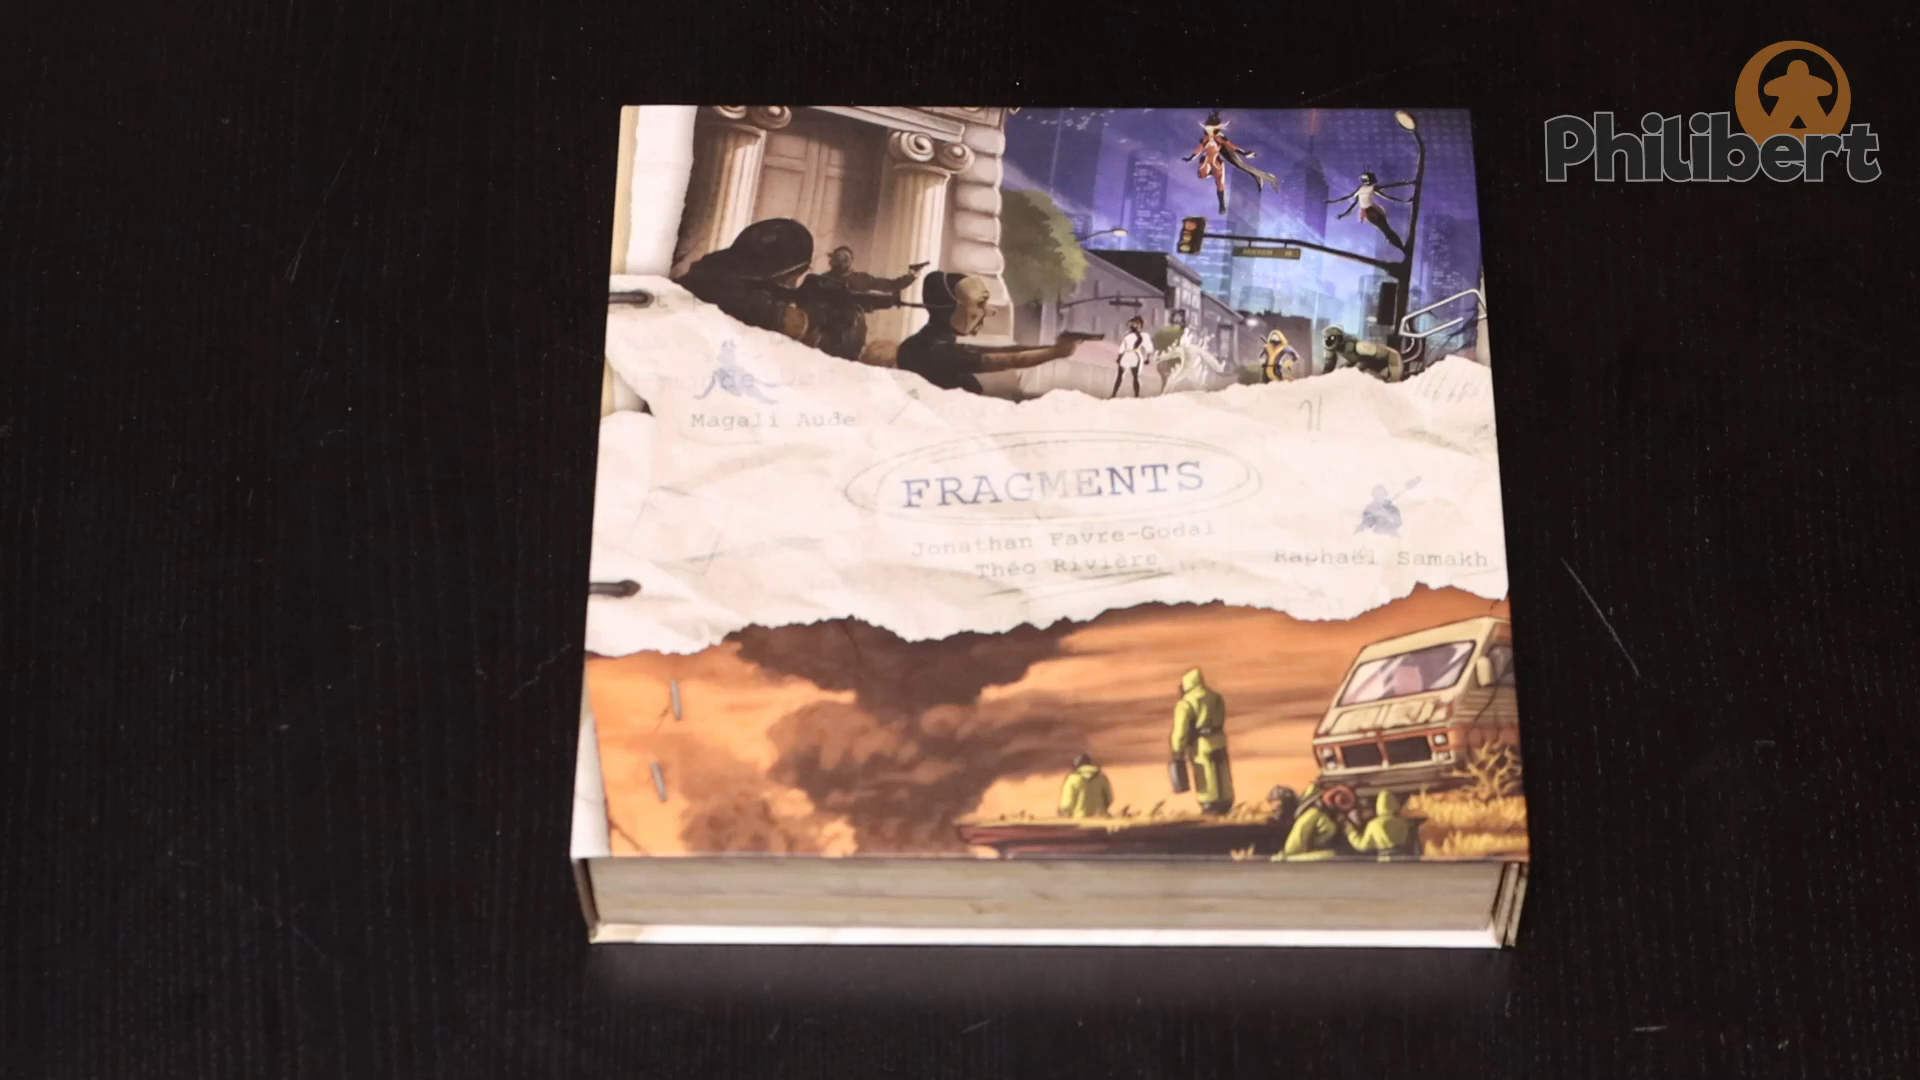 Philibert
Magali Aude
FRAGMENTS
Jonathan Favre-Godal
Théo Rivière
Raphaël Samakh